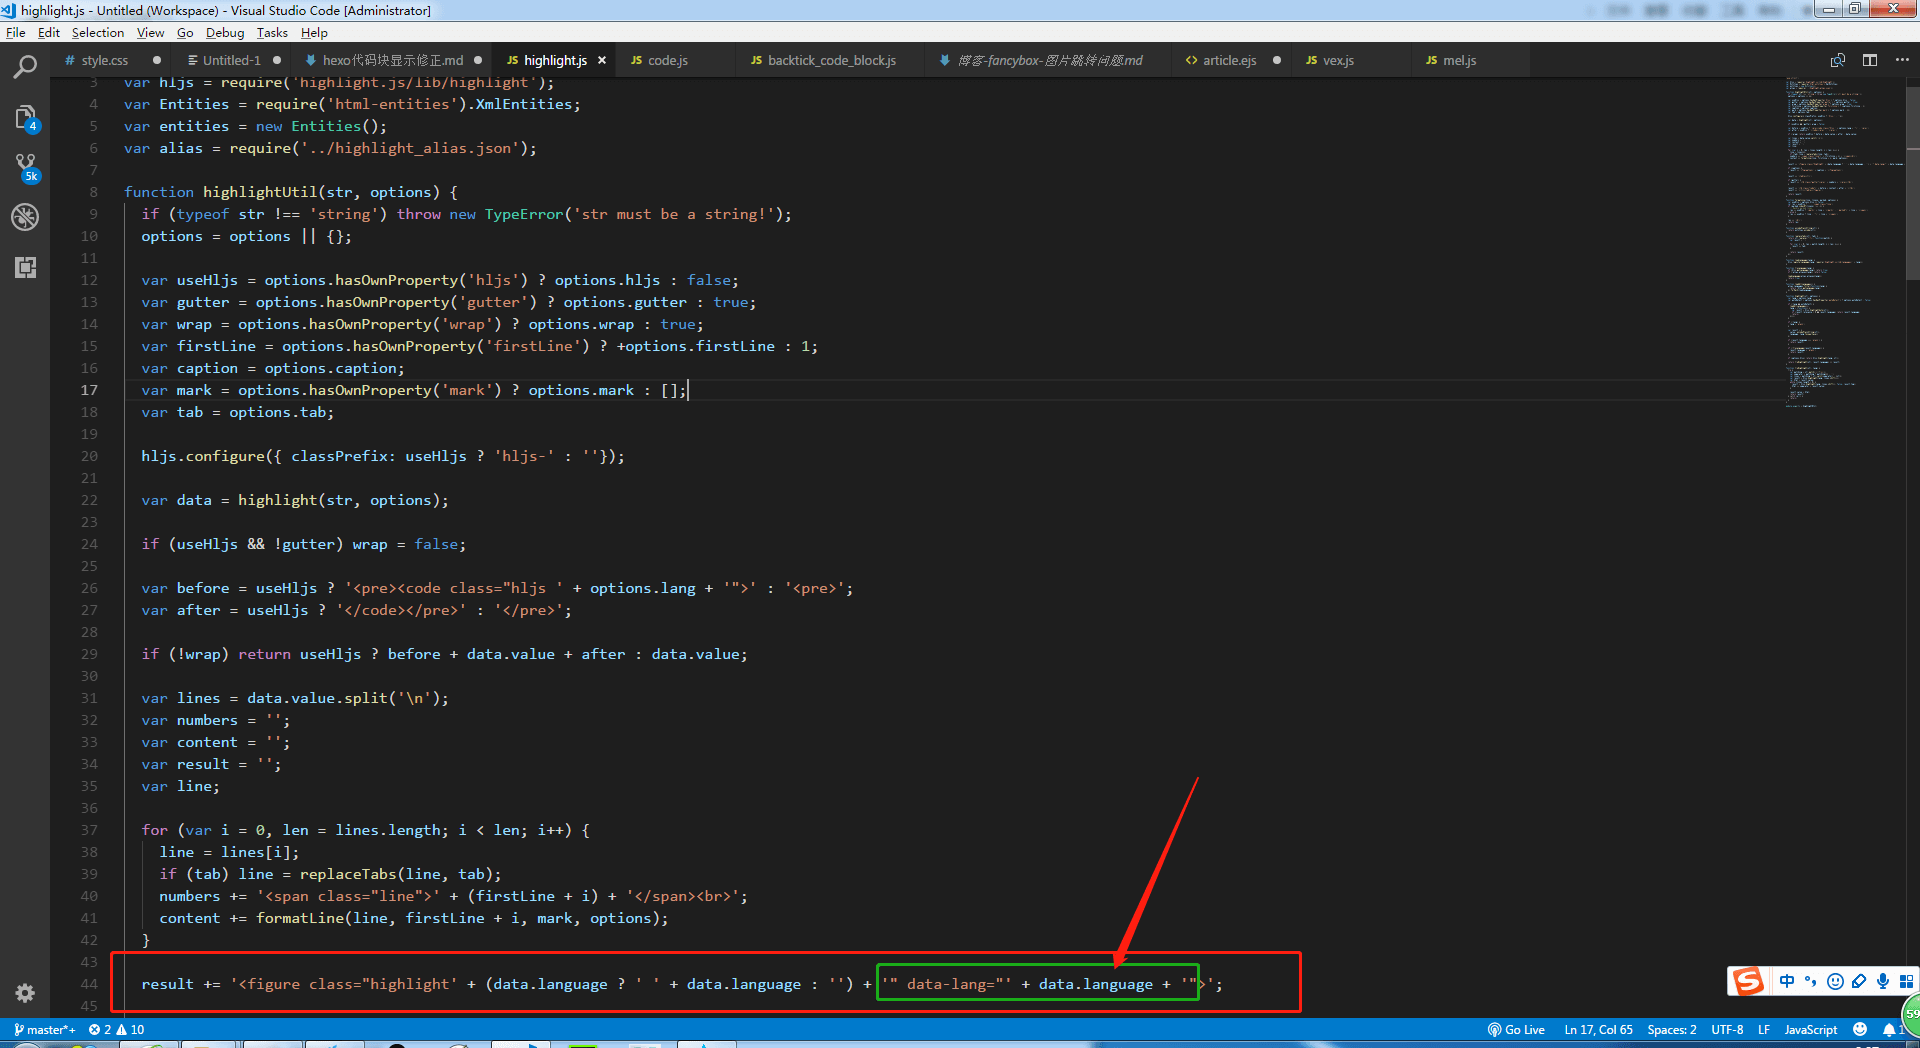 highlight.js - Untitled (Workspace) - Visual Studio Code [Administrator]
File Edit Selection View Go Debug Tasks Help
# style.css
Untitled-1
hexo代码块显示修正.md
JS highlight.js ×
JS code.js
JS backtick_code_block.js
博客-fancybox-图片跳转问题.md
<> article.ejs
JS vex.js
JS mel.js
3 var hljs = require('highlight.js/lib/highlight');
4 var Entities = require('html-entities').XmlEntities;
5 var entities = new Entities();
6 var alias = require('../highlight_alias.json');
7
8 function highlightUtil(str, options) {
9 if (typeof str !== 'string') throw new TypeError('str must be a string!');
10 options = options || {};
11
12 var useHljs = options.hasOwnProperty('hljs') ? options.hljs : false;
13 var gutter = options.hasOwnProperty('gutter') ? options.gutter : true;
14 var wrap = options.hasOwnProperty('wrap') ? options.wrap : true;
15 var firstLine = options.hasOwnProperty('firstLine') ? +options.firstLine : 1;
16 var caption = options.caption;
17 var mark = options.hasOwnProperty('mark') ? options.mark : [];
18 var tab = options.tab;
19
20 hljs.configure({ classPrefix: useHljs ? 'hljs-' : ''});
21
22 var data = highlight(str, options);
23
24 if (useHljs && !gutter) wrap = false;
25
26 var before = useHljs ? '<pre><code class="hljs ' + options.lang + '">' : '<pre>';
27 var after = useHljs ? '</code></pre>' : '</pre>';
28
29 if (!wrap) return useHljs ? before + data.value + after : data.value;
30
31 var lines = data.value.split('\n');
32 var numbers = '';
33 var content = '';
34 var result = '';
35 var line;
36
37 for (var i = 0, len = lines.length; i < len; i++) {
38 line = lines[i];
39 if (tab) line = replaceTabs(line, tab);
40 numbers += '<span class="line">' + (firstLine + i) + '</span><br>';
41 content += formatLine(line, firstLine + i, mark, options);
42 }
43
44 result += '<figure class="highlight' + (data.language ? ' ' + data.language : '') + '" data-lang="' + data.language + '">';
45
4
5k
S 中
59
master*+ 2 10
Go Live Ln 17, Col 65 Spaces: 2 UTF-8 LF JavaScript 1